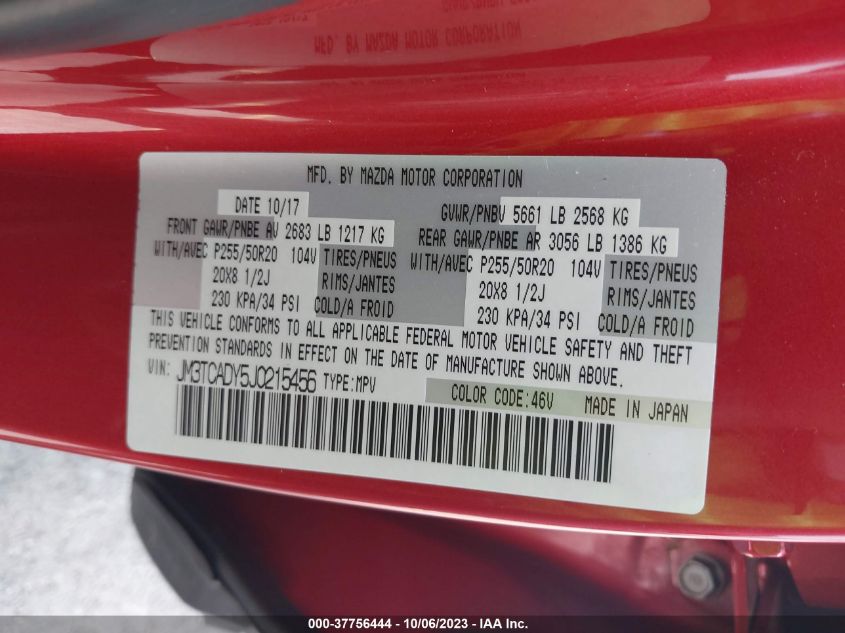 MFD. BY MAZDA MOTOR CORPORATION
MFD. BY MAZDA MOTOR CORPORATION
DATE 10/17 GVWR/PNBV 5661 LB 2568 KG
FRONT GAWR/PNBE AV 2683 LB 1217 KG REAR GAWR/PNBE AR 3056 LB 1386 KG
WITH/AVEC P255/50R20 104V TIRES/PNEUS WITH/AVEC P255/50R20 104V TIRES/PNEUS
20X8 1/2J RIMS/JANTES 20X8 1/2J RIMS/JANTES
230 KPA/34 PSI COLD/A FROID 230 KPA/34 PSI COLD/A FROID
THIS VEHICLE CONFORMS TO ALL APPLICABLE FEDERAL MOTOR VEHICLE SAFETY AND THEFT
PREVENTION STANDARDS IN EFFECT ON THE DATE OF MANUFACTURE SHOWN ABOVE.
VIN: JM3TCADY5J0215456 TYPE:MPV COLOR CODE:46V MADE IN JAPAN
000-37756444 - 10/06/2023 - IAA Inc.